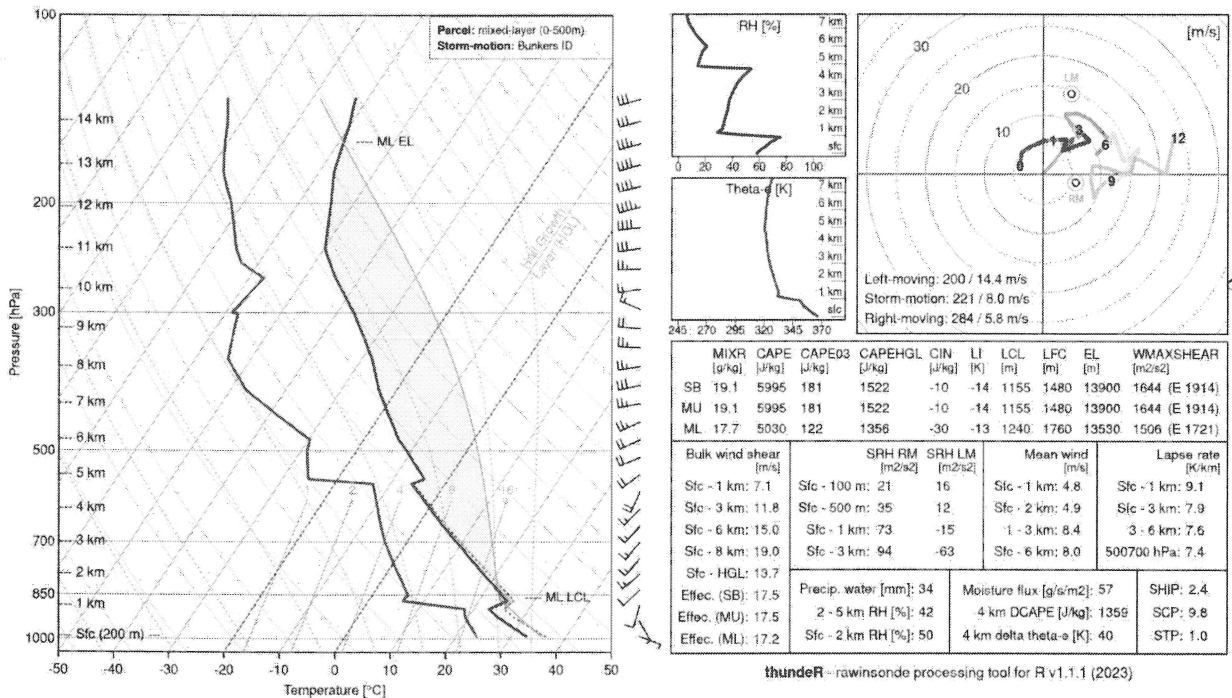 Parcel: mixed-layer (0-500m)
Storm-motion: Bunkers ID
100
200
300
500
700
850
1000
Pressure [hPa]
14 km
13 km
12 km
11 km
10 km
9 km
8 km
7 km
6 km
5 km
4 km
3 km
2 km
1 km
Sfc (200 m)
ML EL
ML LCL
Hail Growth
Layer (HGL)
-50 -40 -30 -20 -10 0 10 20 30 40 50
Temperature [°C]
RH [%]
7 km
6 km
5 km
4 km
3 km
2 km
1 km
sfc
0 20 40 60 80 100
Theta-e [K]
7 km
6 km
5 km
4 km
3 km
2 km
1 km
sfc
245 270 295 320 345 370
[m/s]
30
20
10
LM
RM
0 1 3 6 9 12
Left-moving: 200 / 14.4 m/s
Storm-motion: 221 / 8.0 m/s
Right-moving: 284 / 5.8 m/s
MIXR CAPE CAPE03 CAPEHGL CIN LI LCL LFC EL WMAXSHEAR
[g/kg] [J/kg] [J/kg] [J/kg] [J/kg] [K] [m] [m] [m] [m2/s2]
SB 19.1 5995 181 1522 -10 -14 1155 1480 13900 1644 (E 1914)
MU 19.1 5995 181 1522 -10 -14 1155 1480 13900 1644 (E 1914)
ML 17.7 5030 122 1356 -30 -13 1240 1760 13530 1506 (E 1721)
Bulk wind shear
[m/s]
Sfc - 1 km: 7.1
Sfc - 3 km: 11.8
Sfc - 6 km: 15.0
Sfc - 8 km: 19.0
Sfc - HGL: 13.7
Effec. (SB): 17.5
Effec. (MU): 17.5
Effec. (ML): 17.2
SRH RM SRH LM
[m2/s2] [m2/s2]
Sfc - 100 m: 21 16
Sfc - 500 m: 35 12
Sfc - 1 km: 73 -15
Sfc - 3 km: 94 -63
Mean wind
m/s
Sfc - 1 km: 4.8
Sfc - 2 km: 4.9
1 - 3 km: 8.4
Sfc - 6 km: 8.0
Lapse rate
[K/km]
Sfc - 1 km: 9.1
Sfc - 3 km: 7.9
3 - 6 km: 7.6
500700 hPa: 7.4
Precip. water [mm]: 34
2 - 5 km RH [%]: 42
Sfc - 2 km RH [%]: 50
Moisture flux [g/s/m2]: 57
4 km DCAPE [J/kg]: 1359
4 km delta theta-e [K]: 40
SHIP: 2.4
SCP: 9.8
STP: 1.0
thundeR - rawinsonde processing tool for R v1.1.1 (2023)